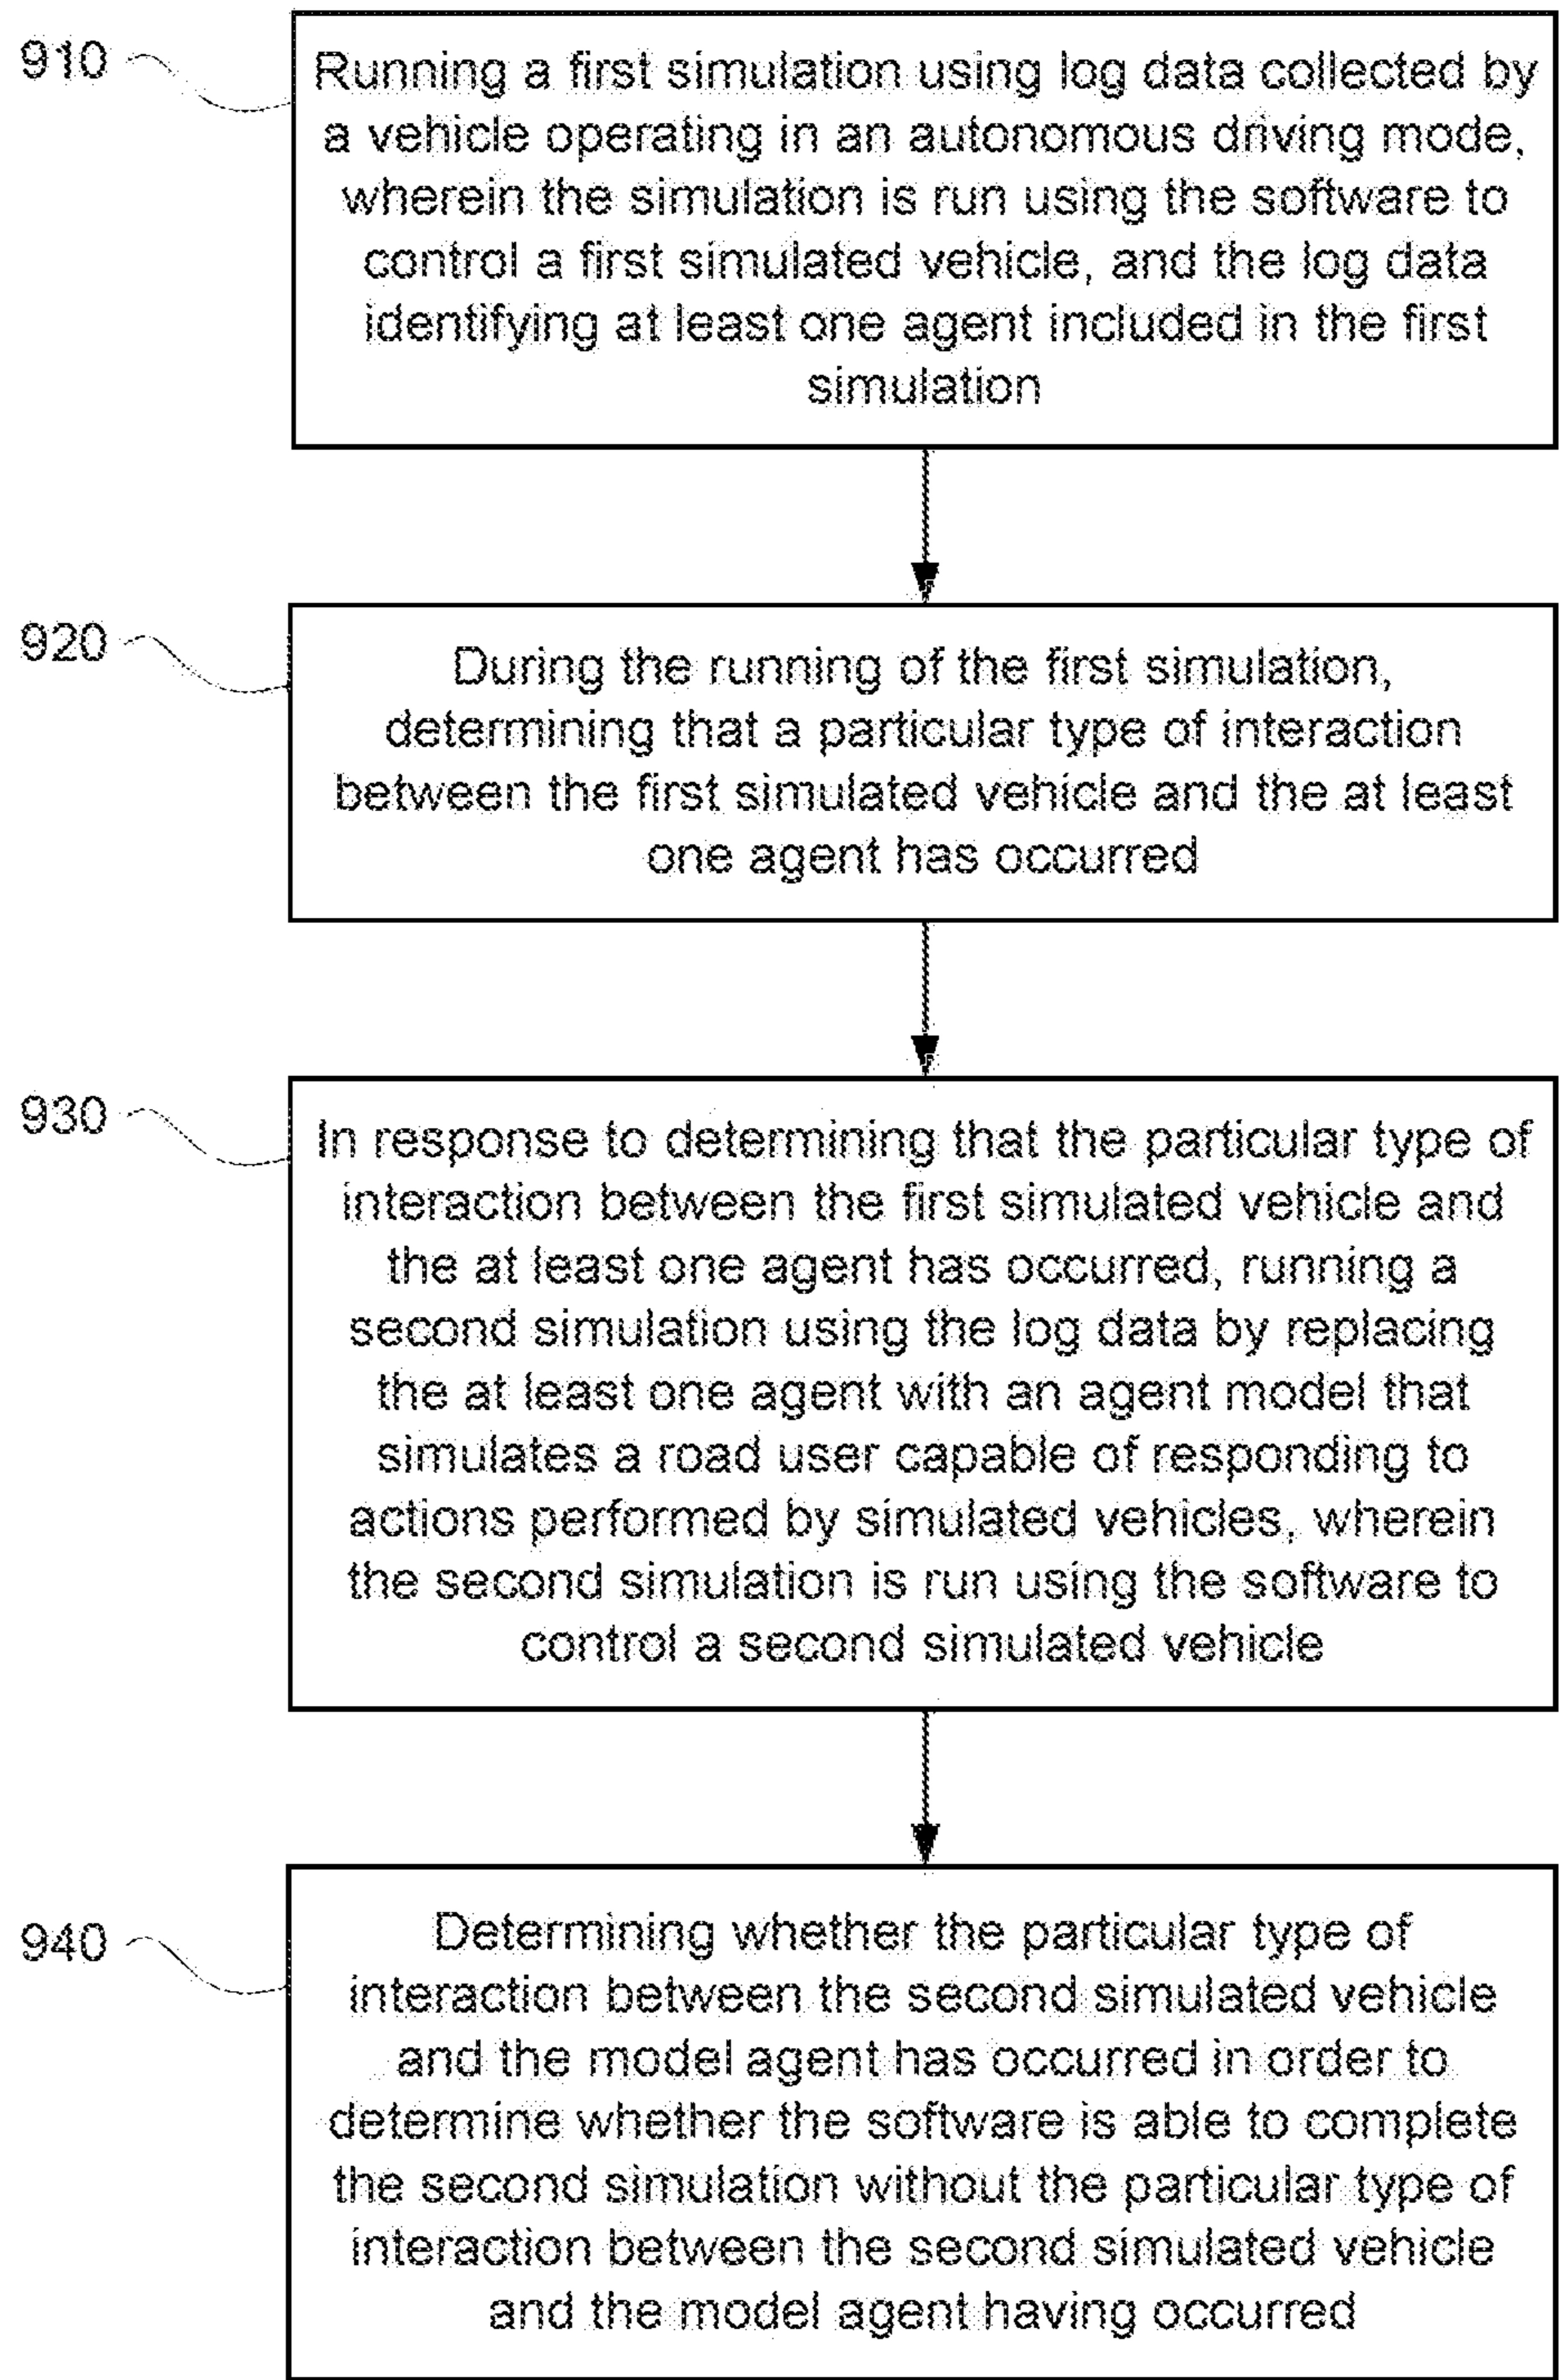 910
Running a first simulation using log data collected by
a vehicle operating in an autonomous driving mode,
wherein the simulation is run using the software to
control a first simulated vehicle, and the log data
identifying at least one agent included in the first
simulation
920
During the running of the first simulation,
determining that a particular type of interaction
between the first simulated vehicle and the at least
one agent has occurred
930
In response to determining that the particular type of
interaction between the first simulated vehicle and
the at least one agent has occurred, running a
second simulation using the log data by replacing
the at least one agent with an agent model that
simulates a road user capable of responding to
actions performed by simulated vehicles, wherein
the second simulation is run using the software to
control a second simulated vehicle
940
Determining whether the particular type of
interaction between the second simulated vehicle
and the model agent has occurred in order to
determine whether the software is able to complete
the second simulation without the particular type of
interaction between the second simulated vehicle
and the model agent having occurred